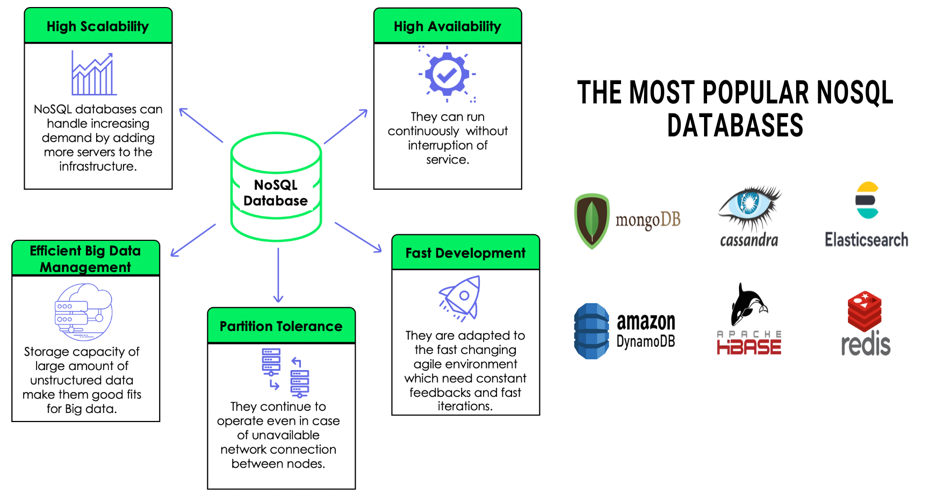 High Scalability
NoSQL databases can
handle increasing
demand by adding
more servers to the
infrastructure.
High Availability
They can run
continuously without
interruption of
service.
NoSQL
Database
Efficient Big Data
Management
Storage capacity of
large amount of
unstructured data
make them good fits
for Big data.
Partition Tolerance
They continue to
operate even in case
of unavailable
network connection
between nodes.
Fast Development
They are adapted to
the fast changing
agile environment
which need constant
feedbacks and fast
iterations.
THE MOST POPULAR NOSQL
DATABASES
mongoDB
cassandra
Elasticsearch
amazon
DynamoDB
APACHE
HBASE
redis